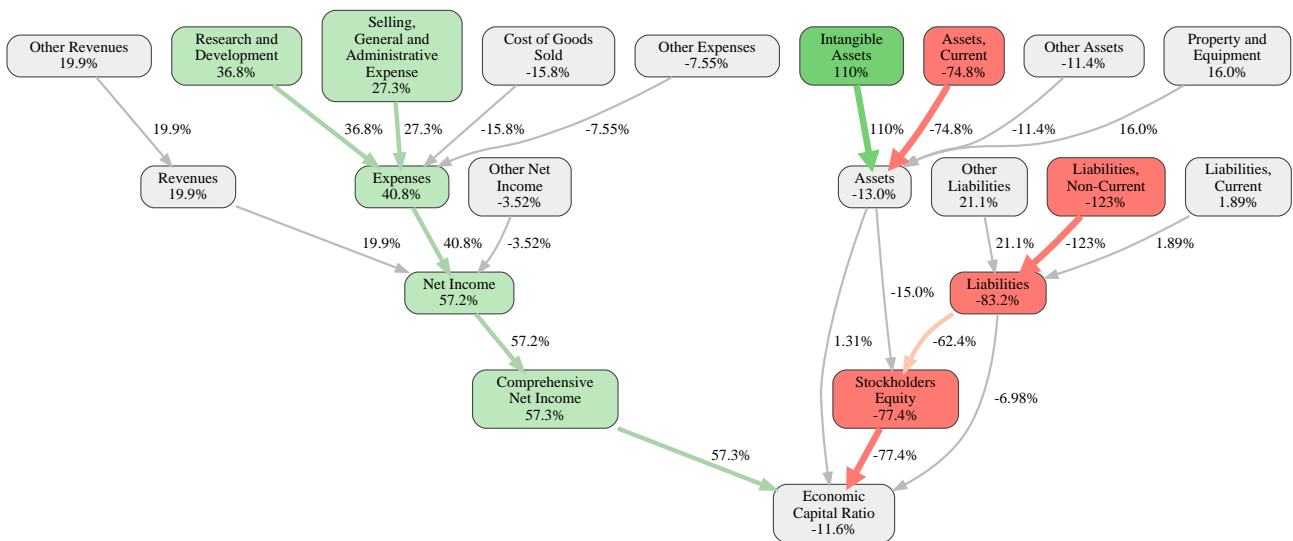 Other Revenues
19.9%
Research and
Development
36.8%
Selling,
General and
Administrative
Expense
27.3%
Cost of Goods
Sold
-15.8%
Other Expenses
-7.55%
Intangible
Assets
110%
Assets,
Current
-74.8%
Other Assets
-11.4%
Property and
Equipment
16.0%
19.9%
36.8%
27.3%
-15.8%
-7.55%
110%
-74.8%
-11.4%
16.0%
Revenues
19.9%
Expenses
40.8%
Other Net
Income
-3.52%
Assets
-13.0%
Other
Liabilities
21.1%
Liabilities,
Non-Current
-123%
Liabilities,
Current
1.89%
19.9%
40.8%
-3.52%
21.1%
-123%
1.89%
Net Income
57.2%
-15.0%
Liabilities
-83.2%
57.2%
1.31%
-62.4%
Comprehensive
Net Income
57.3%
Stockholders
Equity
-77.4%
-6.98%
57.3%
-77.4%
Economic
Capital Ratio
-11.6%